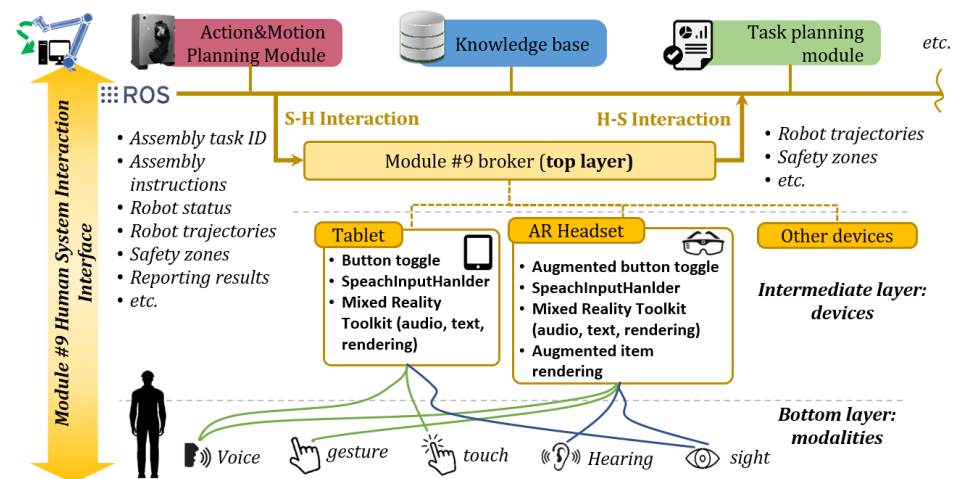 Action&Motion
Planning Module
Knowledge base
Task planning
module
etc.
ROS
S-H Interaction
H-S Interaction
Module #9 broker (top layer)
• Assembly task ID
• Assembly
instructions
• Robot status
• Robot trajectories
• Safety zones
• Reporting results
• etc.
• Robot trajectories
• Safety zones
• etc.
Module #9 Human System Interaction
Interface
Tablet
• Button toggle
• SpeachInputHanlder
• Mixed Reality
Toolkit (audio, text,
rendering)
AR Headset
• Augmented button toggle
• SpeachInputHanlder
• Mixed Reality Toolkit
(audio, text, rendering)
• Augmented item
rendering
Other devices
Intermediate layer:
devices
Bottom layer:
modalities
Voice
gesture
touch
Hearing
sight